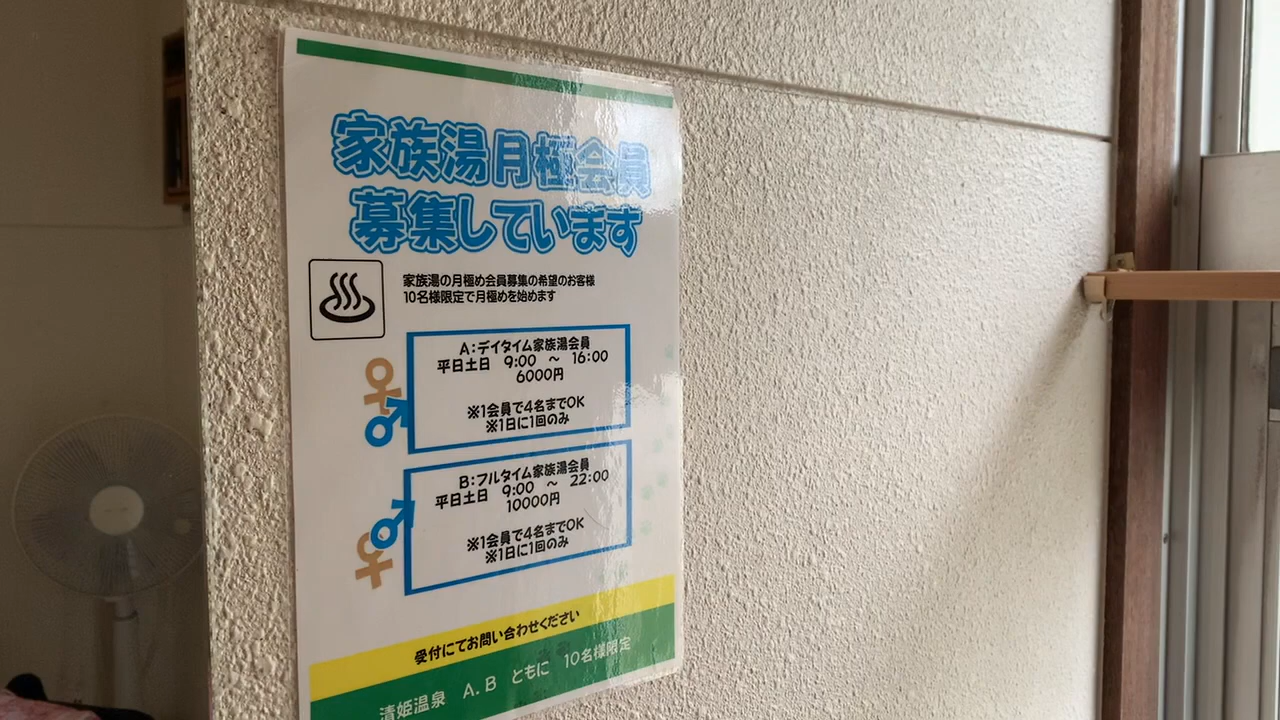 家族湯月極会員
募集しています
家族湯の月極め会員募集の希望のお客様
10名様限定で月極めを始めます
A:デイタイム家族湯会員
平日土日 9:00 ～ 16:00
6000円
※1会員で4名までOK
※1日に1回のみ
B:フルタイム家族湯会員
平日土日 9:00 ～ 22:00
10000円
※1会員で4名までOK
※1日に1回のみ
受付にてお問い合わせください
清姫温泉 A.B ともに 10名様限定